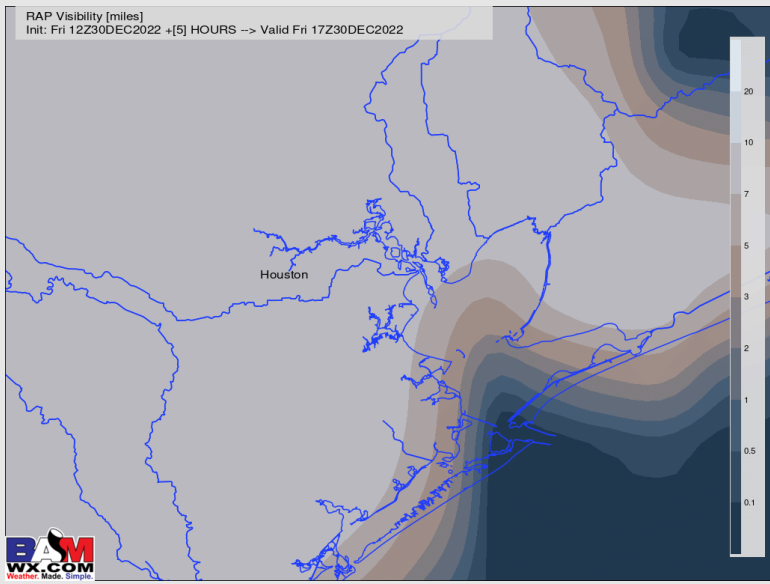 RAP Visibility [miles]
Init: Fri 12Z30DEC2022 +[5] HOURS --> Valid Fri 17Z30DEC2022
20
10
7
5
3
2
1
0.5
0.1
Houston
BAM
WX.COM
Weather. Made. Simple.